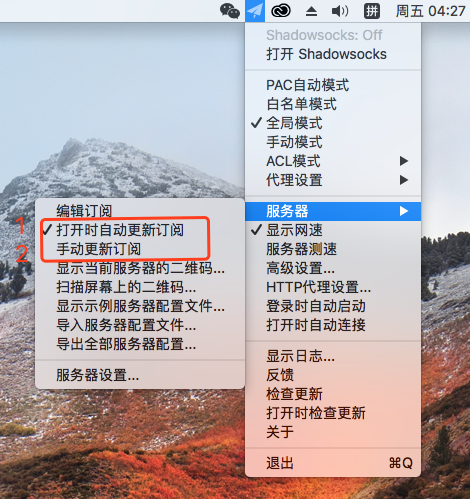 拼 周五 04:27
Shadowsocks: Off
打开 Shadowsocks
PAC自动模式
白名单模式
✓ 全局模式
手动模式
ACL模式
代理设置
服务器
✓ 显示网速
服务器测速
高级设置...
HTTP代理设置...
登录时自动启动
打开时自动连接
显示日志...
反馈
检查更新
打开时检查更新
关于
退出 ⌘Q
编辑订阅
1 ✓ 打开时自动更新订阅
2 手动更新订阅
显示当前服务器的二维码...
扫描屏幕上的二维码...
显示示例服务器配置文件...
导入服务器配置文件...
导出全部服务器配置...
服务器设置...